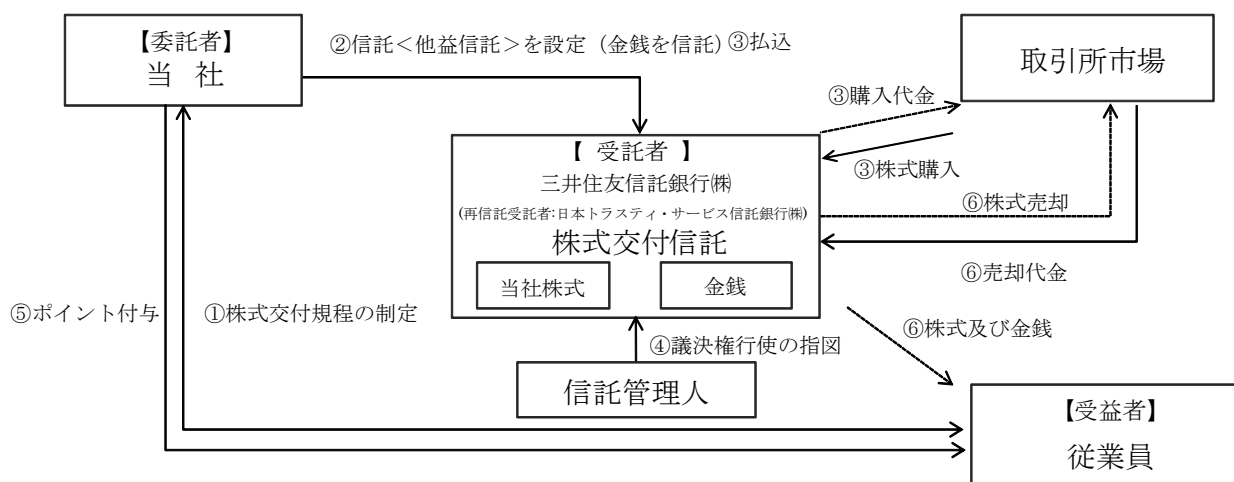 【委託者】
当 社
②信託＜他益信託＞を設定（金銭を信託）③払込
取引所市場
③購入代金
③株式購入
【 受託者 】
三井住友信託銀行㈱
(再信託受託者:日本トラスティ・サービス信託銀行㈱)
株式交付信託
当社株式
金銭
⑥株式売却
⑥売却代金
⑤ポイント付与
①株式交付規程の制定
④議決権行使の指図
⑥株式及び金銭
信託管理人
【受益者】
従業員